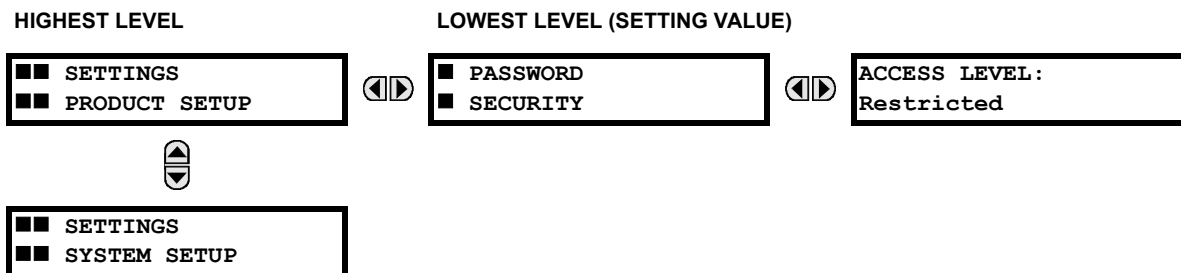 HIGHEST LEVEL
LOWEST LEVEL (SETTING VALUE)
■■ SETTINGS
■■ PRODUCT SETUP
■ PASSWORD
■ SECURITY
ACCESS LEVEL:
Restricted
■■ SETTINGS
■■ SYSTEM SETUP